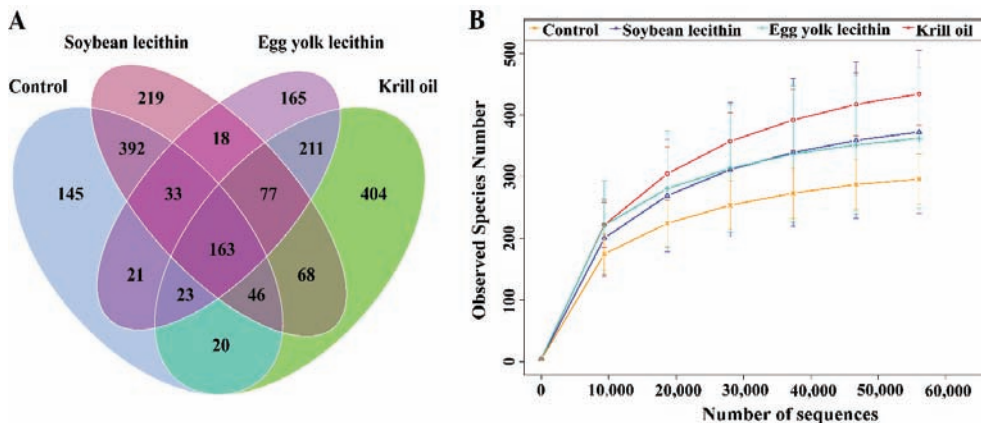 A
Soybean lecithin
Egg yolk lecithin
Control
Krill oil
219
165
392
18
211
145
33
77
404
163
21
23
46
68
20
B
Control
Soybean lecithin
Egg yolk lecithin
Krill oil
Observed Species Number
500
400
300
200
100
0
0
10,000
20,000
30,000
40,000
50,000
60,000
Number of sequences